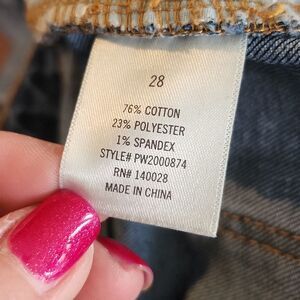 28
76% COTTON
23% POLYESTER
1% SPANDEX
STYLE# PW2000874
RN# 140028
MADE IN CHINA